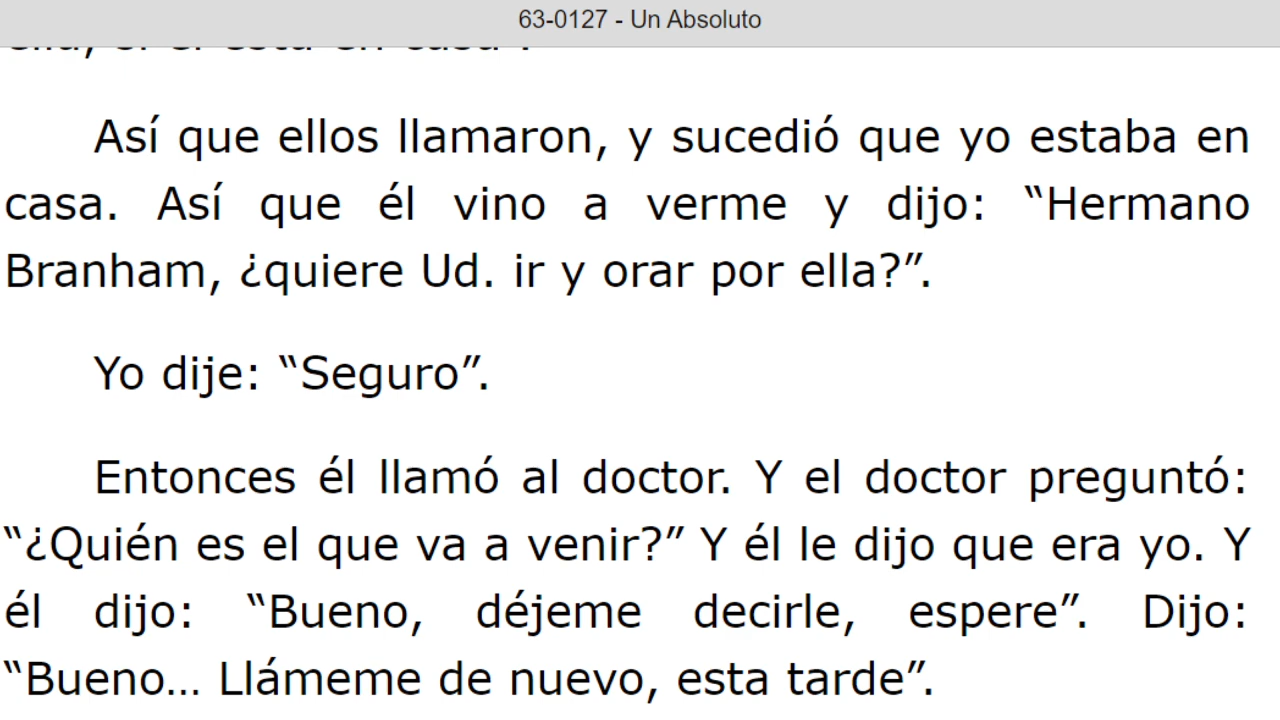 63-0127 - Un Absoluto
Así que ellos llamaron, y sucedió que yo estaba en
casa. Así que él vino a verme y dijo: “Hermano
Branham, ¿quiere Ud. ir y orar por ella?”.
Yo dije: “Seguro”.
Entonces él llamó al doctor. Y el doctor preguntó:
“¿Quién es el que va a venir?” Y él le dijo que era yo. Y
él dijo: “Bueno, déjeme decirle, espere”. Dijo:
“Bueno… Llámeme de nuevo, esta tarde”.